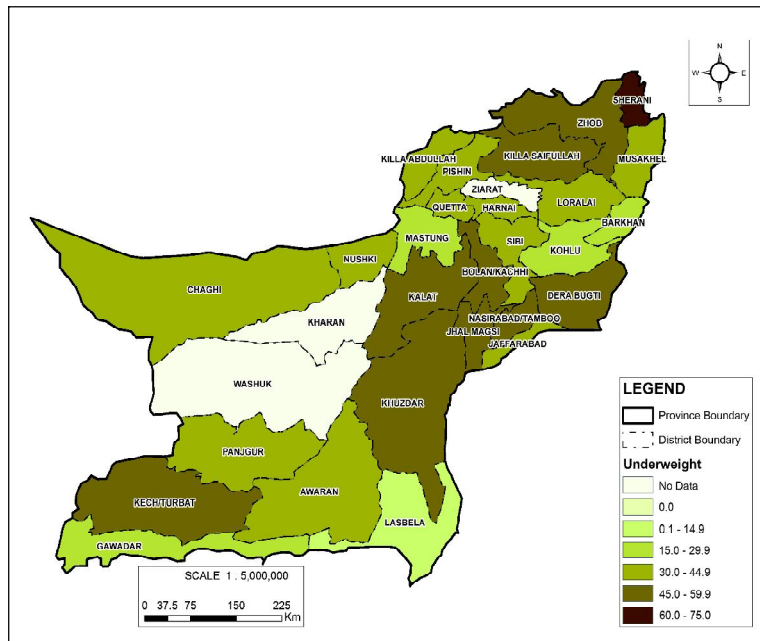 N
W E
S
SHERANI
ZHOB
KILLA SAIFULLAH
MUSAKHEL
KILLA ABDULLAH
PISHIN
ZIARAT
LORALAI
QUETTA
HARNAI
BARKHAN
MASTUNG
SIBI
KOHLU
NUSHKI
BOLAN/KACHHI
CHAGHI
KALAT
DERA BUGTI
KHARAN
NASIRABAD/TAMBOO
JHAL MAGSI
JAFFARABAD
WASHUK
KHUZDAR
PANJGUR
AWARAN
KECH/TURBAT
LASBELA
GAWADAR
SCALE 1 : 5,000,000
0 37.5 75 150 225
Km
LEGEND
Province Boundary
District Boundary
Underweight
No Data
0.0
0.1 - 14.9
15.0 - 29.9
30.0 - 44.9
45.0 - 59.9
60.0 - 75.0